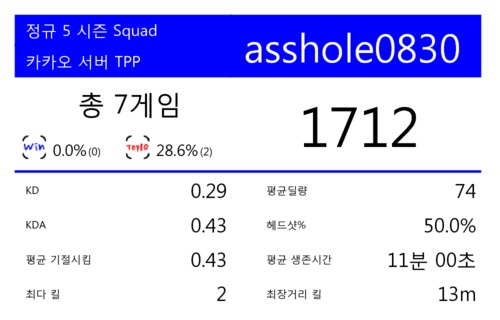 정규 5 시즌 Squad
카카오 서버 TPP
asshole0830
총 7게임
1712
Win 0.0% (0)
TOP10 28.6% (2)
KD 0.29
평균딜량 74
KDA 0.43
헤드샷% 50.0%
평균 기절시킴 0.43
평균 생존시간 11분 00초
최다 킬 2
최장거리 킬 13m